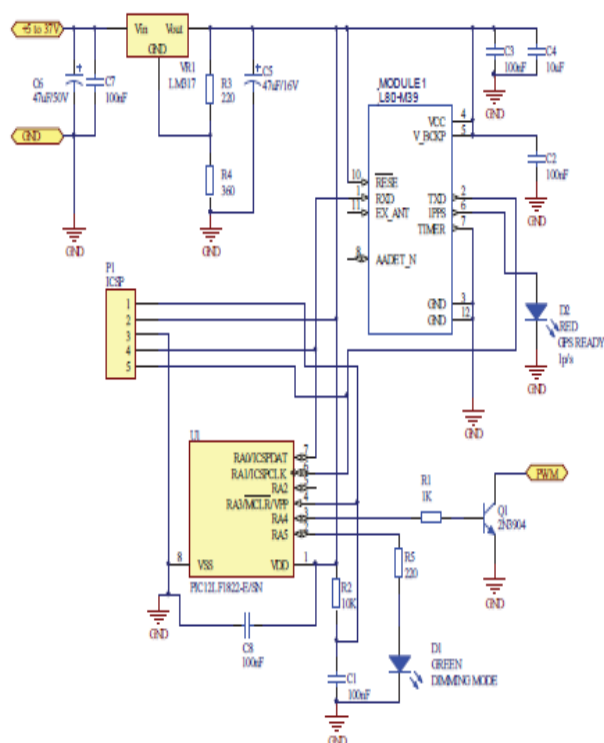 +5 to 37V
GND
Vin
Vout
GND
VR1
LM317
C6
47uF/50V
C7
100nF
R3
220
C5
47uF/16V
R4
360
C3
100nF
C4
10uF
C2
100nF
GND
GND
GND
GND
_MODULE1
L80-M39
VCC
V_BCKP
RESE
RXD
EX_ANT
AADET_N
TXD
IPPS
TIMER
GND
GND
4
5
10
1
11
8
2
6
7
3
12
D2
RED
GPS READY
1p/s
GND
GND
P1
ICSP
1
2
3
4
5
U1
RA0/ICSPDAT
RA1/ICSPCLK
RA2
RA3/MCLR/VPP
RA4
RA5
VSS
VDD
7
6
5
4
3
8
1
PIC12LF1822-E/SN
R1
1K
PWM
Q1
2N3904
GND
R5
220
R2
10K
D1
GREEN
DIMMING MODE
C8
100nF
C1
100nF
GND
GND